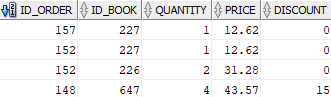 ID_ORDER ID_BOOK QUANTITY PRICE DISCOUNT
157 227 1 12.62 0
152 227 1 12.62 0
152 226 2 31.28 0
148 647 4 43.57 15